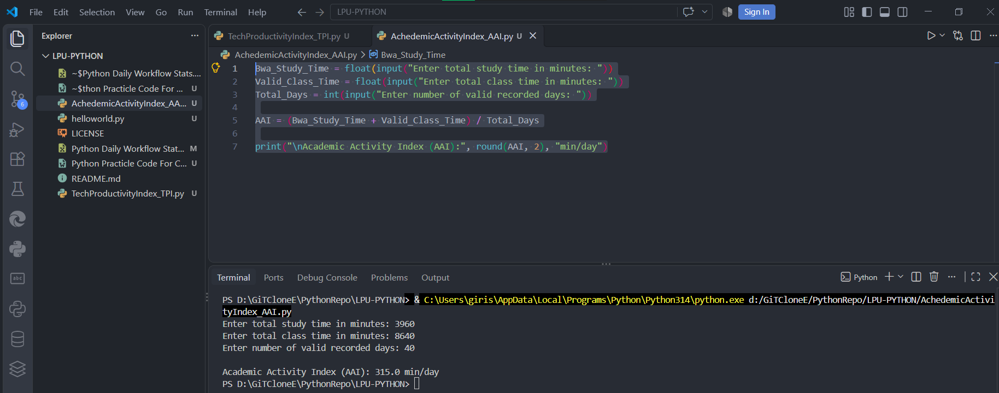 File Edit Selection View Go Run Terminal Help
LPU-PYTHON
Sign In
Explorer
LPU-PYTHON
~$Python Daily Workflow Stats....
~$thon Practicle Code For ... U
AchedemicActivityIndex_AA... U
helloworld.py U
LICENSE
Python Daily Workflow Stat... M
Python Practicle Code For C... U
README.md
TechProductivityIndex_TPI.py U
6
abc
TechProductivityIndex_TPI.py U
AchedemicActivityIndex_AAI.py U
AchedemicActivityIndex_AAI.py > Bwa_Study_Time
1 Bwa_Study_Time = float(input("Enter total study time in minutes: "))
2 Valid_Class_Time = float(input("Enter total class time in minutes: "))
3 Total_Days = int(input("Enter number of valid recorded days: "))
4
5 AAI = (Bwa_Study_Time + Valid_Class_Time) / Total_Days
6
7 print("\nAcademic Activity Index (AAI):", round(AAI, 2), "min/day")
Terminal Ports Debug Console Problems Output
Python
PS D:\GiTCloneE\PythonRepo\LPU-PYTHON> & C:\Users\giris\AppData\Local\Programs\Python\Python314\python.exe d:/GiTCloneE/PythonRepo/LPU-PYTHON/AchedemicActivi
tyIndex_AAI.py
Enter total study time in minutes: 3960
Enter total class time in minutes: 8640
Enter number of valid recorded days: 40
Academic Activity Index (AAI): 315.0 min/day
PS D:\GiTCloneE\PythonRepo\LPU-PYTHON>